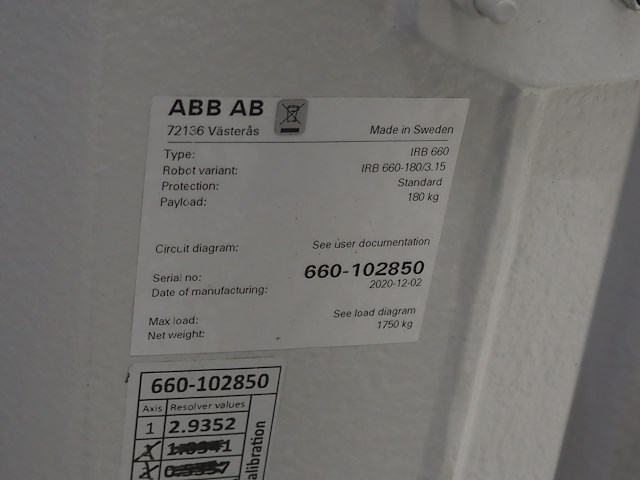 ABB AB
72136 Västerås Made in Sweden
Type: IRB 660
Robot variant: IRB 660-180/3.15
Protection: Standard
Payload: 180 kg
Circuit diagram: See user documentation
Serial no: 660-102850
Date of manufacturing: 2020-12-02
Max load: See load diagram
Net weight: 1750 kg
660-102850
Axis Resolver values
1 2.9352
alibration